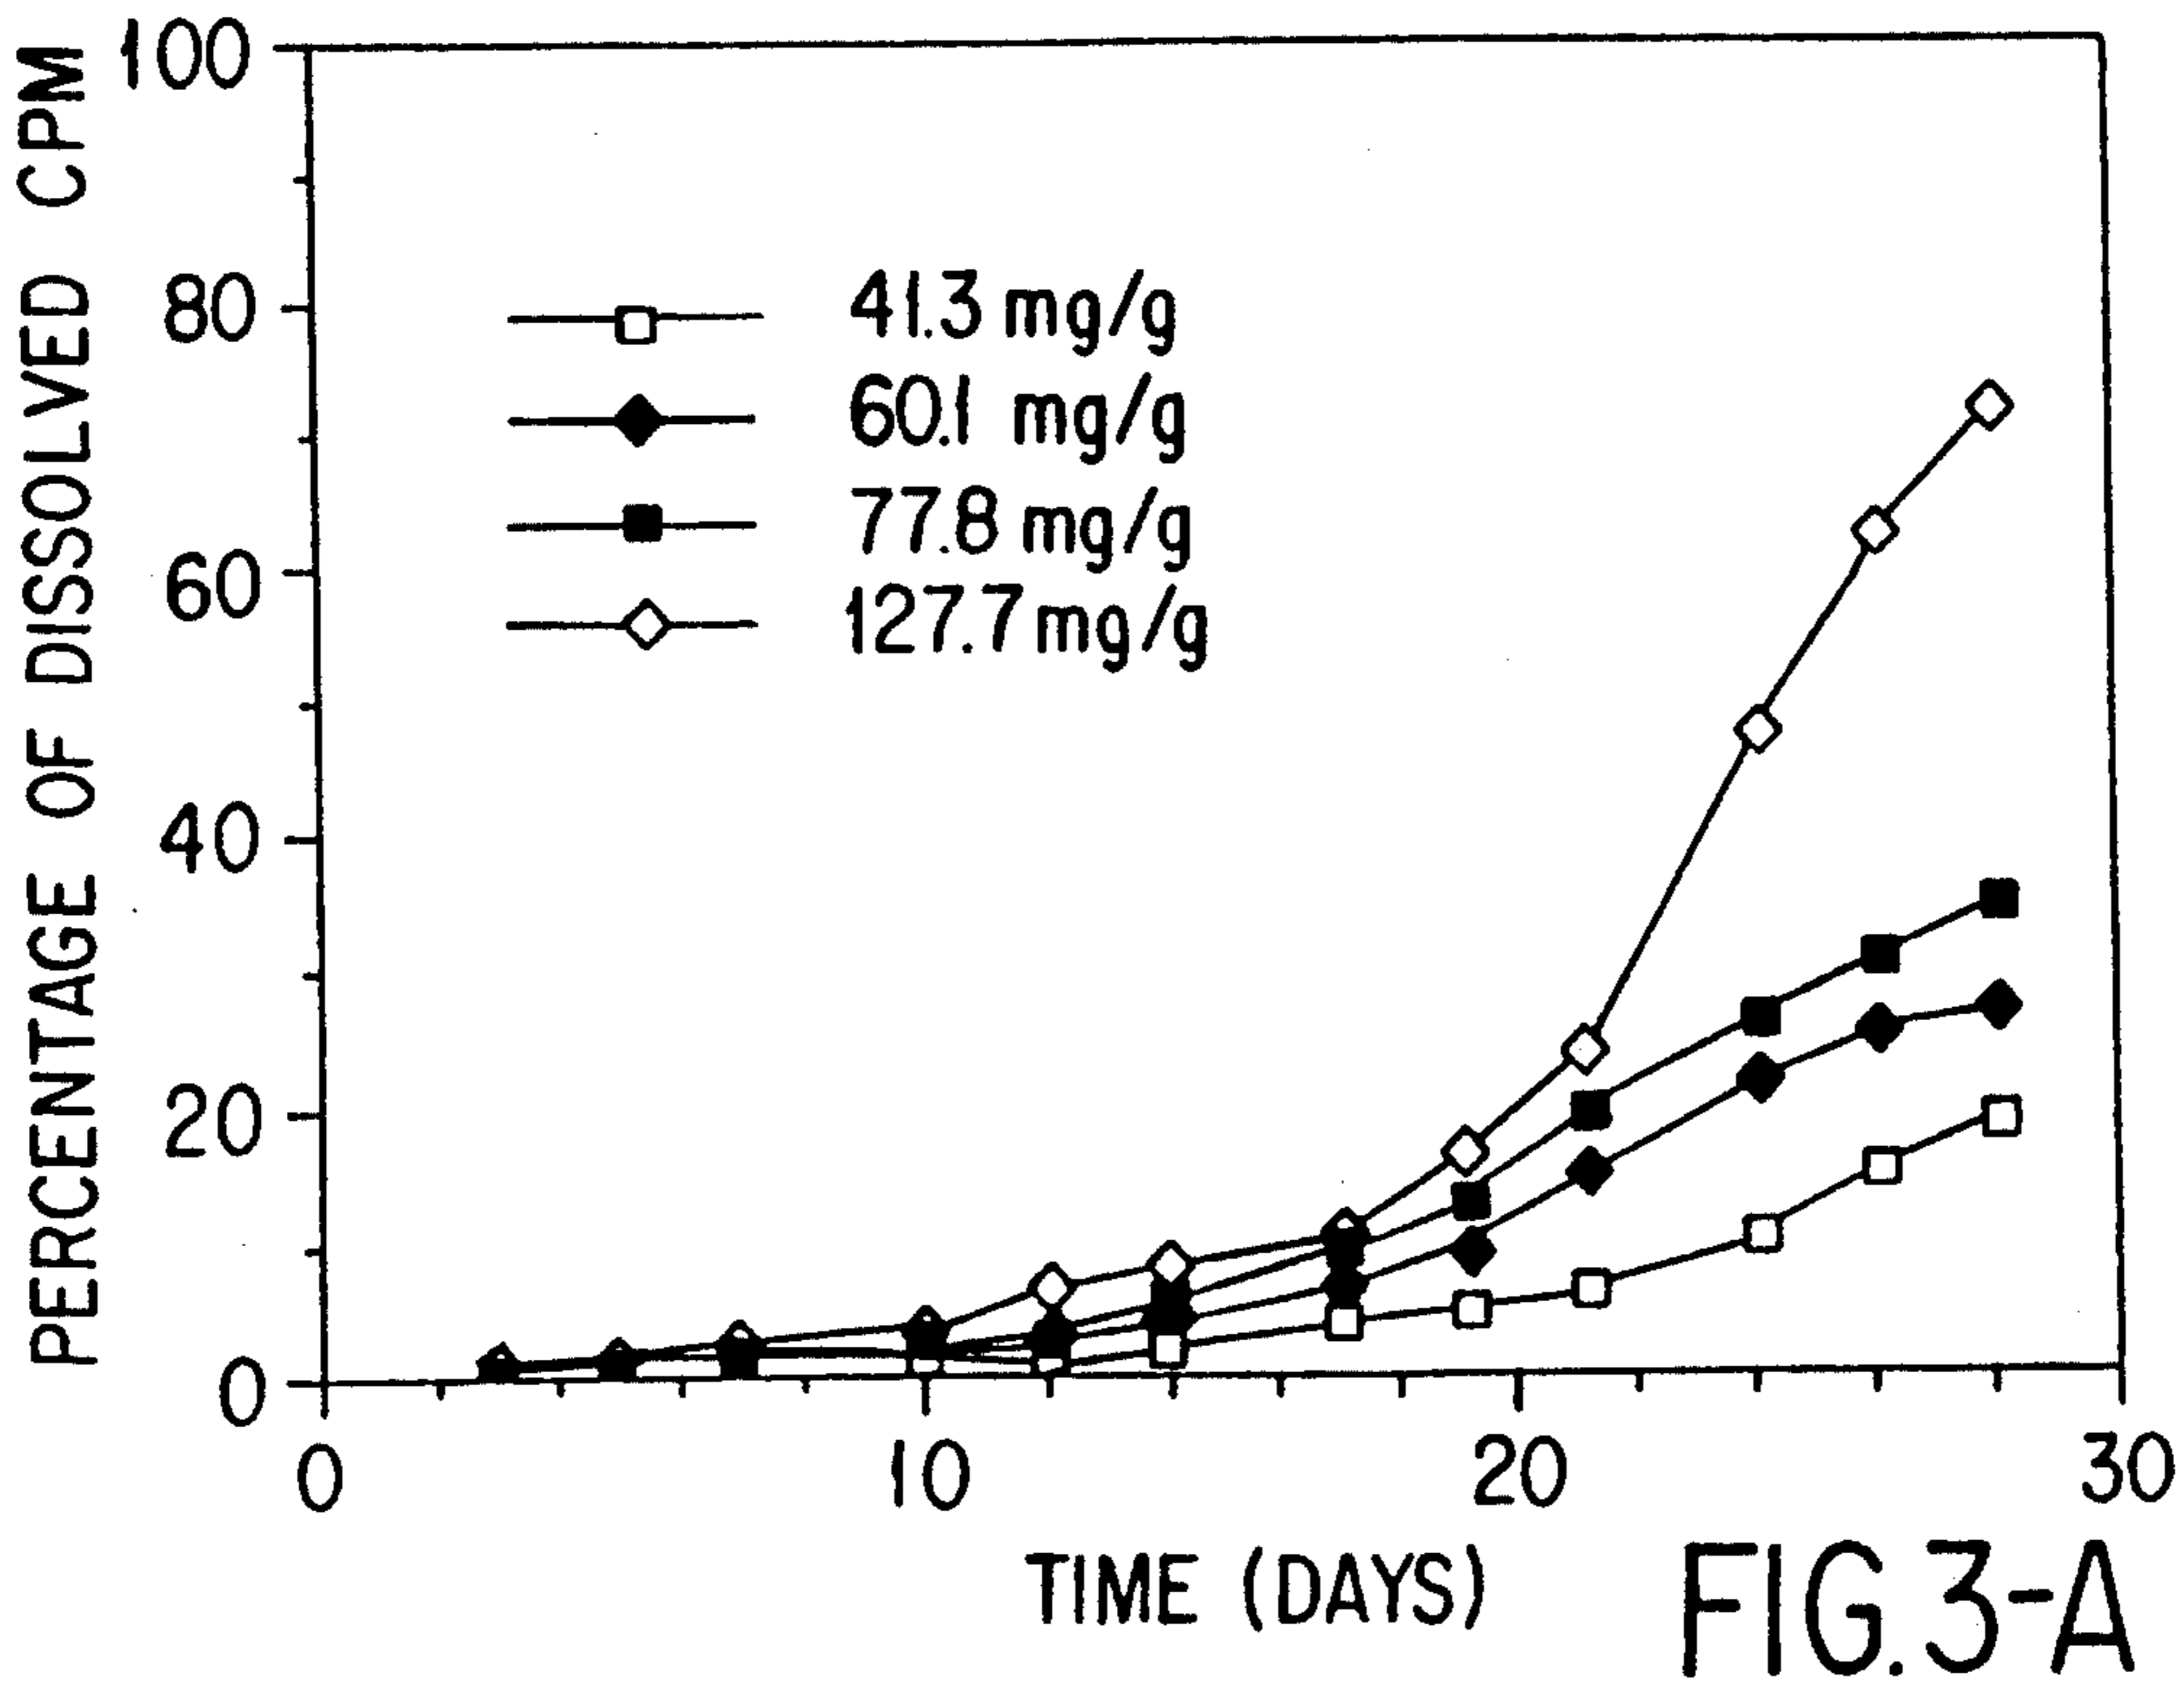 PERCENTAGE OF DISSOLVED CPM
100
80
60
40
20
0
41.3 mg/g
60.1 mg/g
77.8 mg/g
127.7 mg/g
0 10 20 30
TIME (DAYS)
FIG.3-A